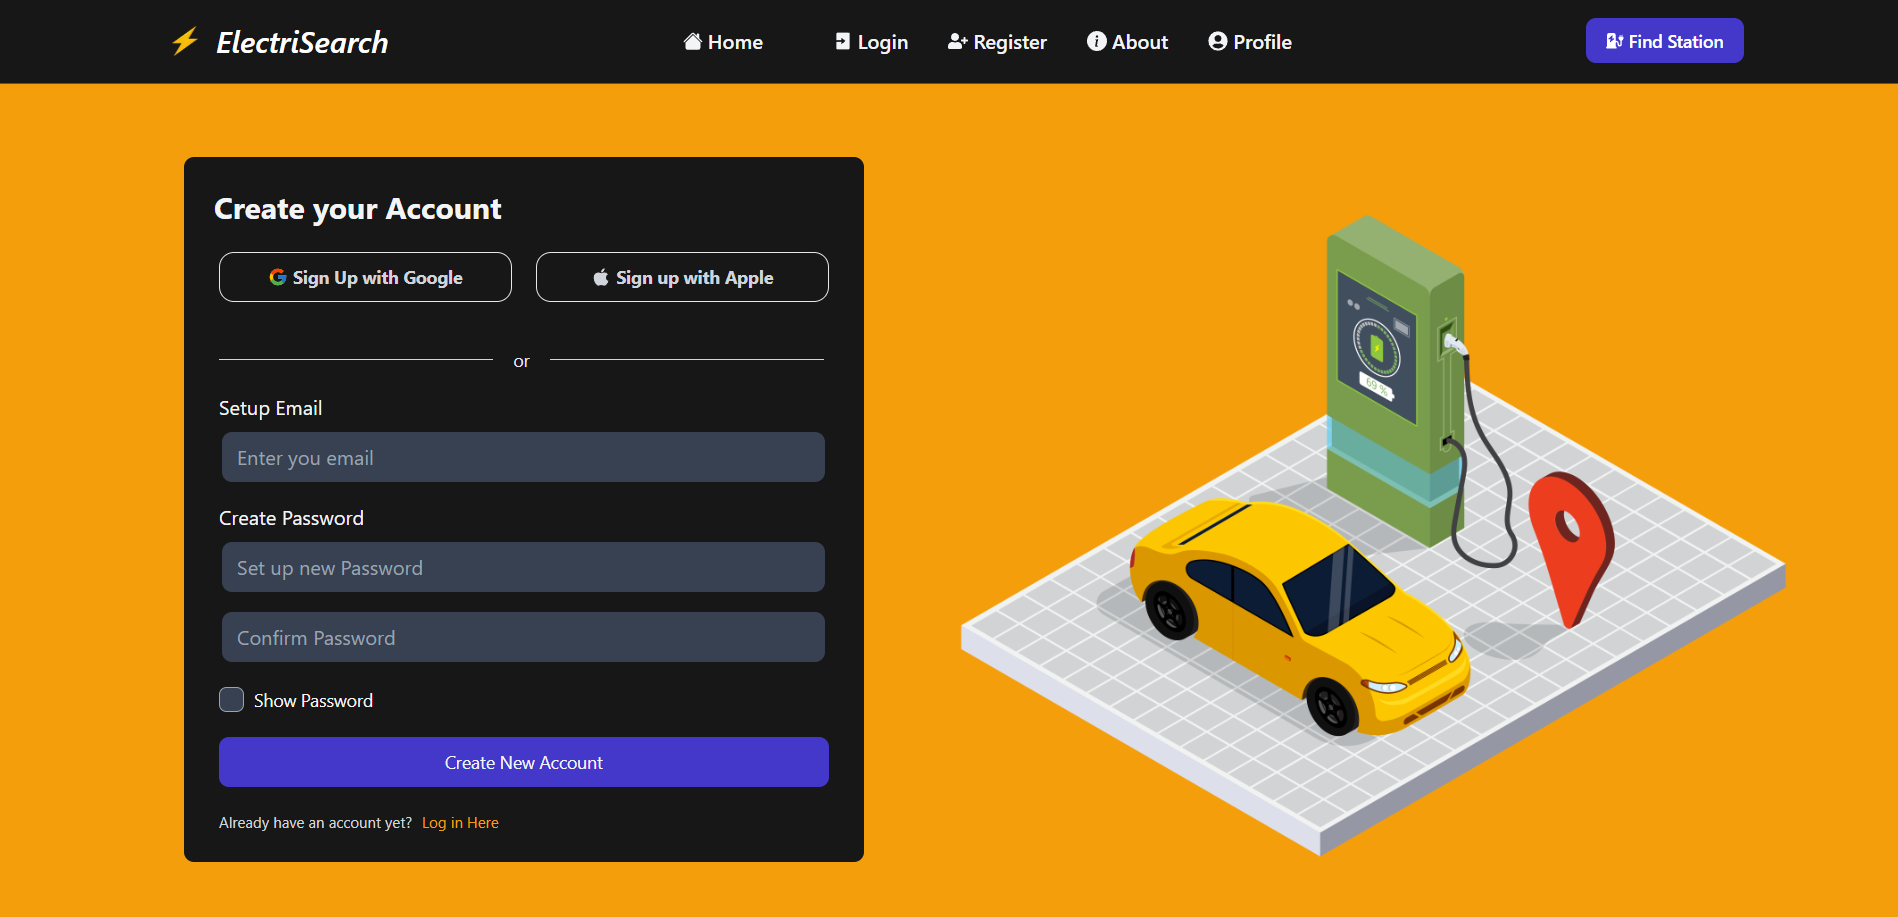 ElectriSearch
Home
Login
Register
About
Profile
Find Station
Create your Account
Sign Up with Google
Sign up with Apple
or
Setup Email
Enter you email
Create Password
Set up new Password
Confirm Password
Show Password
Create New Account
Already have an account yet? Log in Here
69 %